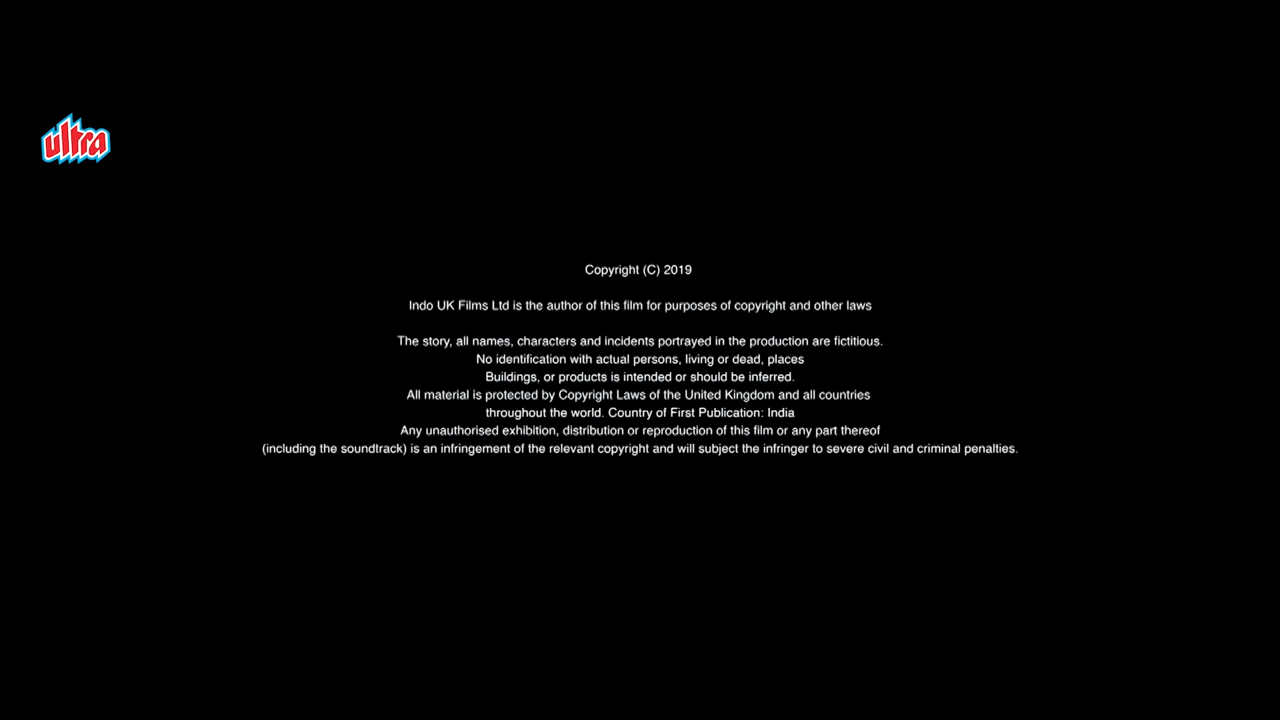 ultra
Copyright (C) 2019
Indo UK Films Ltd is the author of this film for purposes of copyright and other laws
The story, all names, characters and incidents portrayed in the production are fictitious.
No identification with actual persons, living or dead, places
Buildings, or products is intended or should be inferred.
All material is protected by Copyright Laws of the United Kingdom and all countries
throughout the world. Country of First Publication: India
Any unauthorised exhibition, distribution or reproduction of this film or any part thereof
(including the soundtrack) is an infringement of the relevant copyright and will subject the infringer to severe civil and criminal penalties.